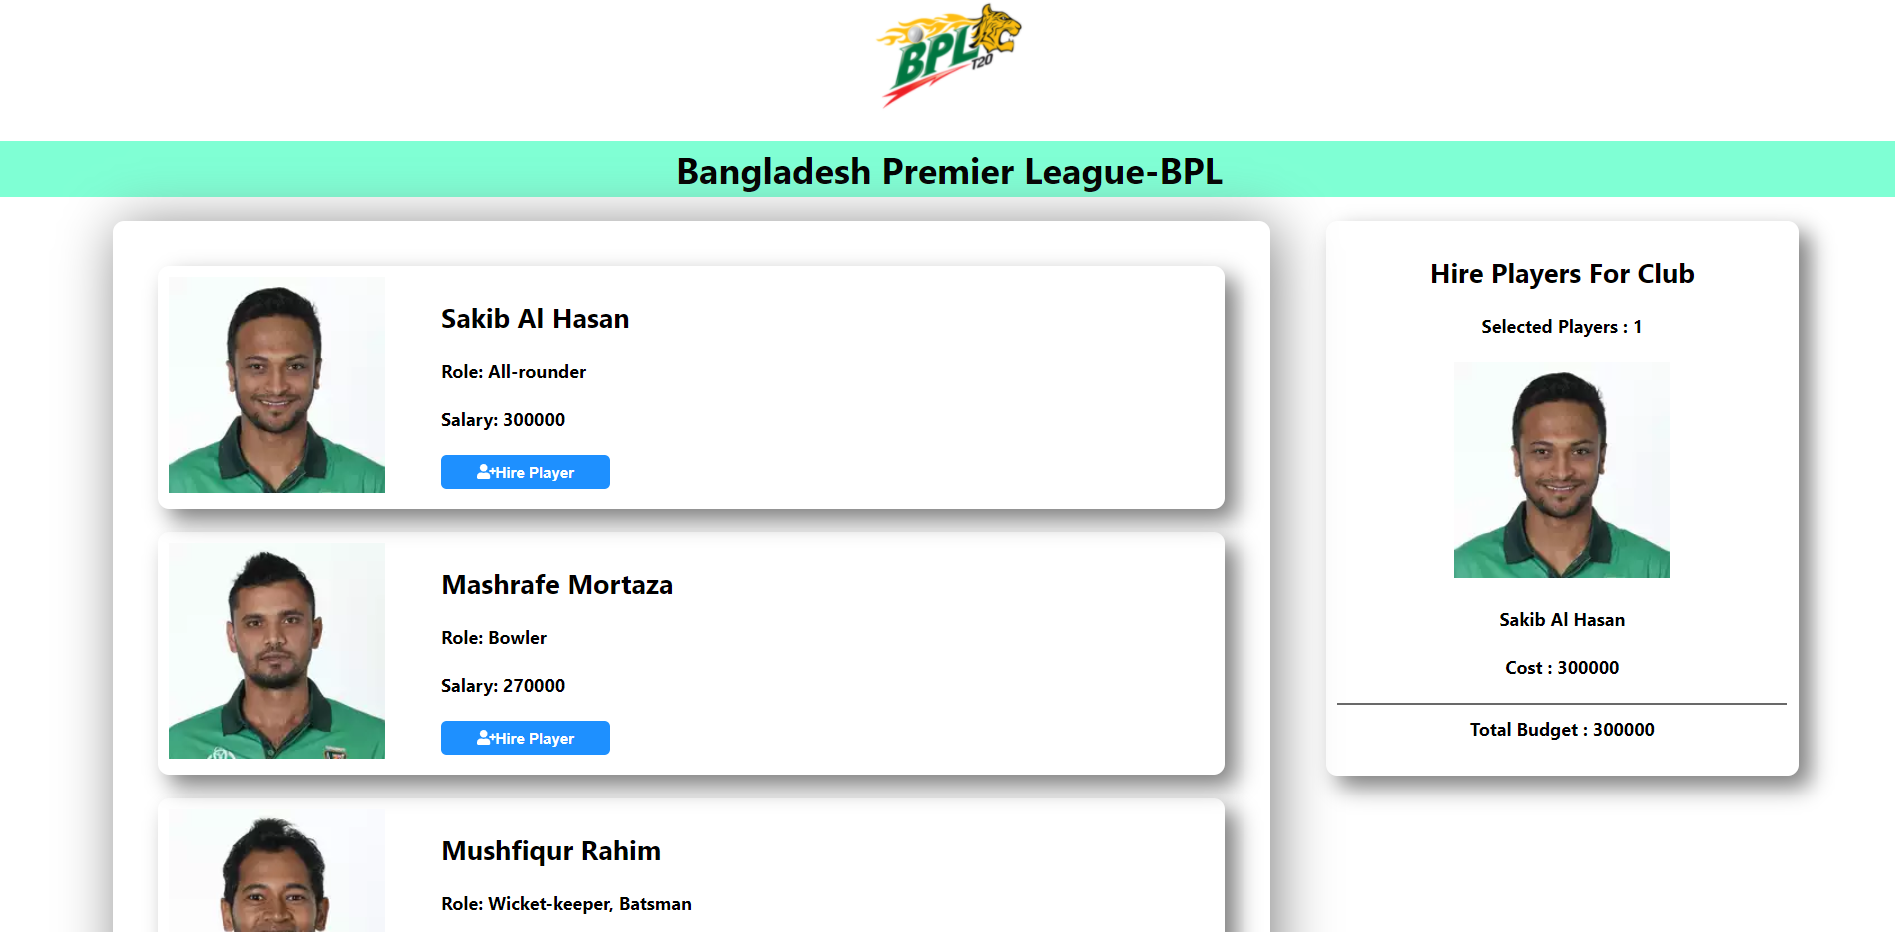 BPL
T20
Bangladesh Premier League-BPL
Sakib Al Hasan
Role: All-rounder
Salary: 300000
Hire Player
Mashrafe Mortaza
Role: Bowler
Salary: 270000
Hire Player
Mushfiqur Rahim
Role: Wicket-keeper, Batsman
Hire Players For Club
Selected Players : 1
Sakib Al Hasan
Cost : 300000
Total Budget : 300000